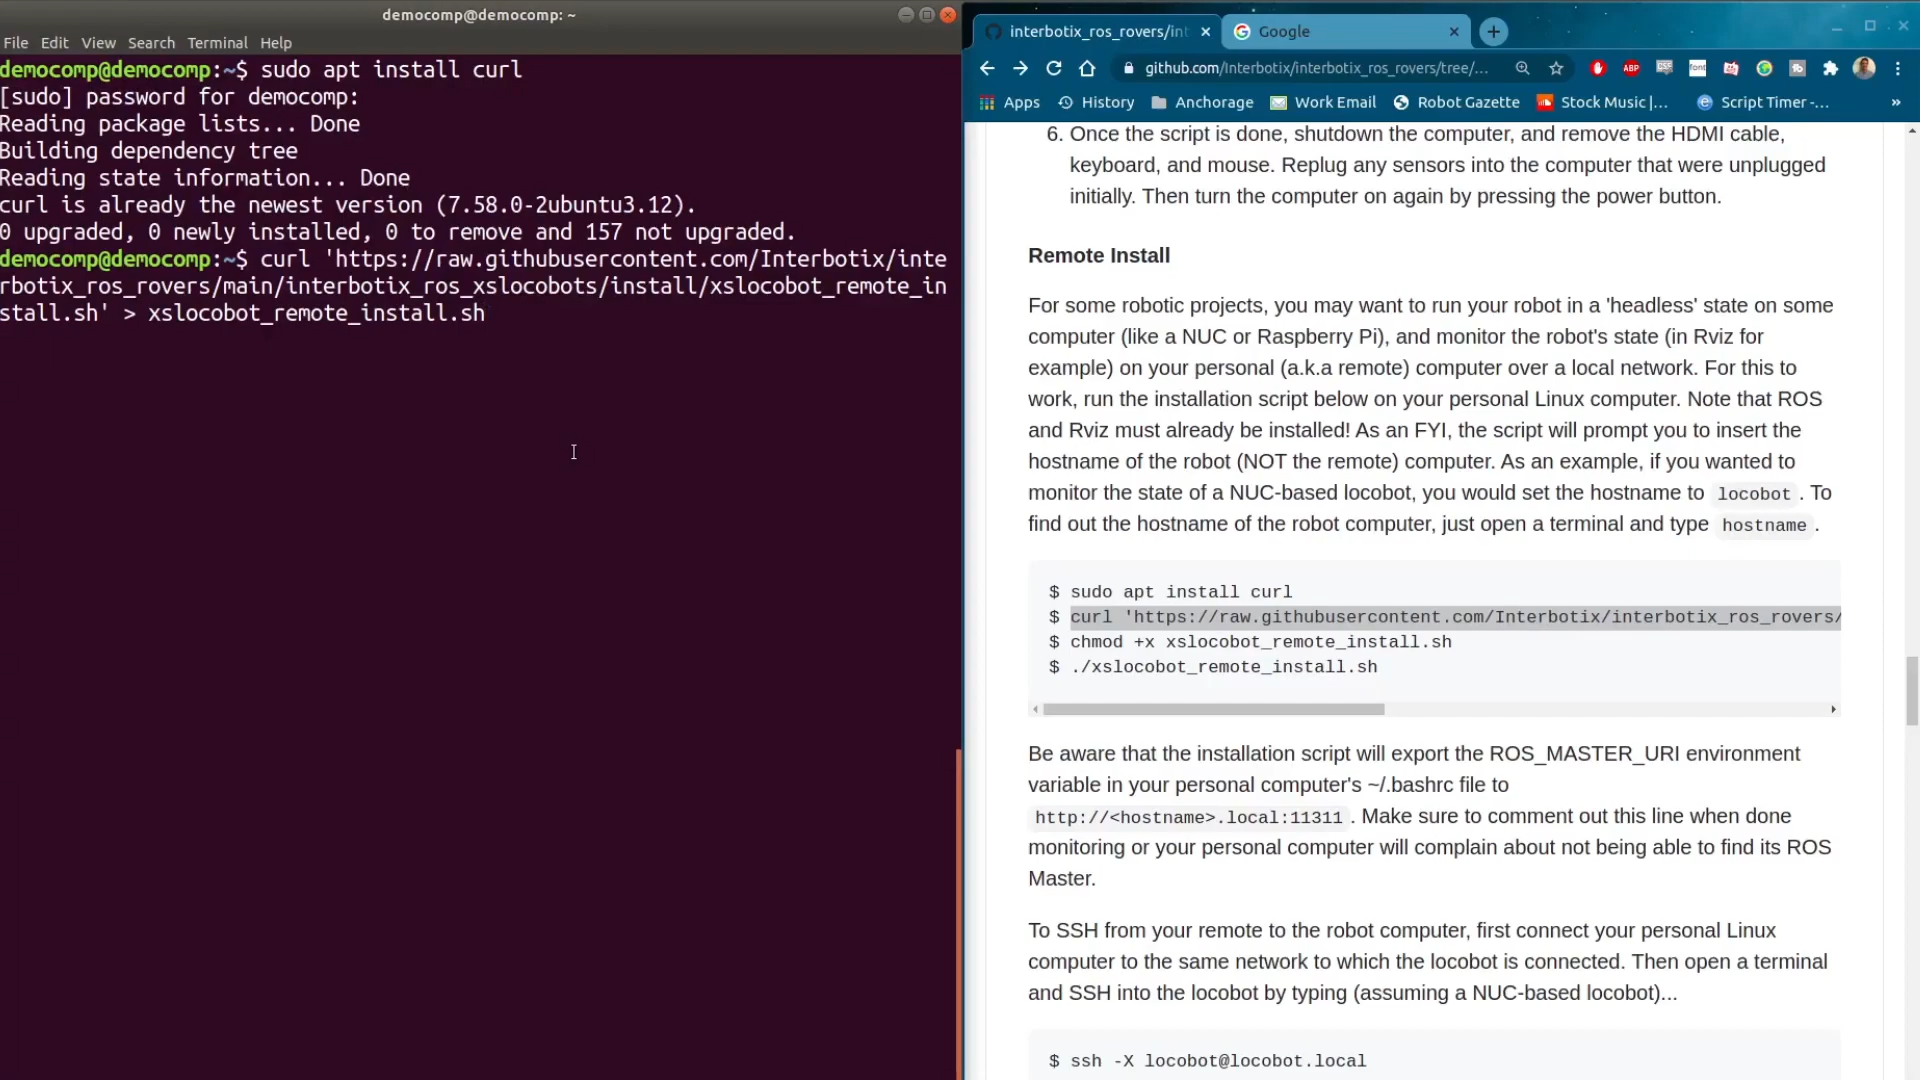 democomp@democomp: ~
File Edit View Search Terminal Help
democomp@democomp:~$ sudo apt install curl
[sudo] password for democomp:
Reading package lists... Done
Building dependency tree
Reading state information... Done
curl is already the newest version (7.58.0-2ubuntu3.12).
0 upgraded, 0 newly installed, 0 to remove and 157 not upgraded.
democomp@democomp:~$ curl 'https://raw.githubusercontent.com/Interbotix/inte
rbotix_ros_rovers/main/interbotix_ros_xslocobots/install/xslocobot_remote_in
stall.sh' > xslocobot_remote_install.sh
interbotix_ros_rovers/int
Google
github.com/Interbotix/interbotix_ros_rovers/tree/...
ABP
Apps History Anchorage Work Email Robot Gazette Stock Music |... Script Timer -... »
6. Once the script is done, shutdown the computer, and remove the HDMI cable,
keyboard, and mouse. Replug any sensors into the computer that were unplugged
initially. Then turn the computer on again by pressing the power button.
Remote Install
For some robotic projects, you may want to run your robot in a 'headless' state on some
computer (like a NUC or Raspberry Pi), and monitor the robot's state (in Rviz for
example) on your personal (a.k.a remote) computer over a local network. For this to
work, run the installation script below on your personal Linux computer. Note that ROS
and Rviz must already be installed! As an FYI, the script will prompt you to insert the
hostname of the robot (NOT the remote) computer. As an example, if you wanted to
monitor the state of a NUC-based locobot, you would set the hostname to locobot. To
find out the hostname of the robot computer, just open a terminal and type hostname.
$ sudo apt install curl
$ curl 'https://raw.githubusercontent.com/Interbotix/interbotix_ros_rovers/
$ chmod +x xslocobot_remote_install.sh
$ ./xslocobot_remote_install.sh
Be aware that the installation script will export the ROS_MASTER_URI environment
variable in your personal computer's ~/.bashrc file to
http://<hostname>.local:11311. Make sure to comment out this line when done
monitoring or your personal computer will complain about not being able to find its ROS
Master.
To SSH from your remote to the robot computer, first connect your personal Linux
computer to the same network to which the locobot is connected. Then open a terminal
and SSH into the locobot by typing (assuming a NUC-based locobot)...
$ ssh -X locobot@locobot.local